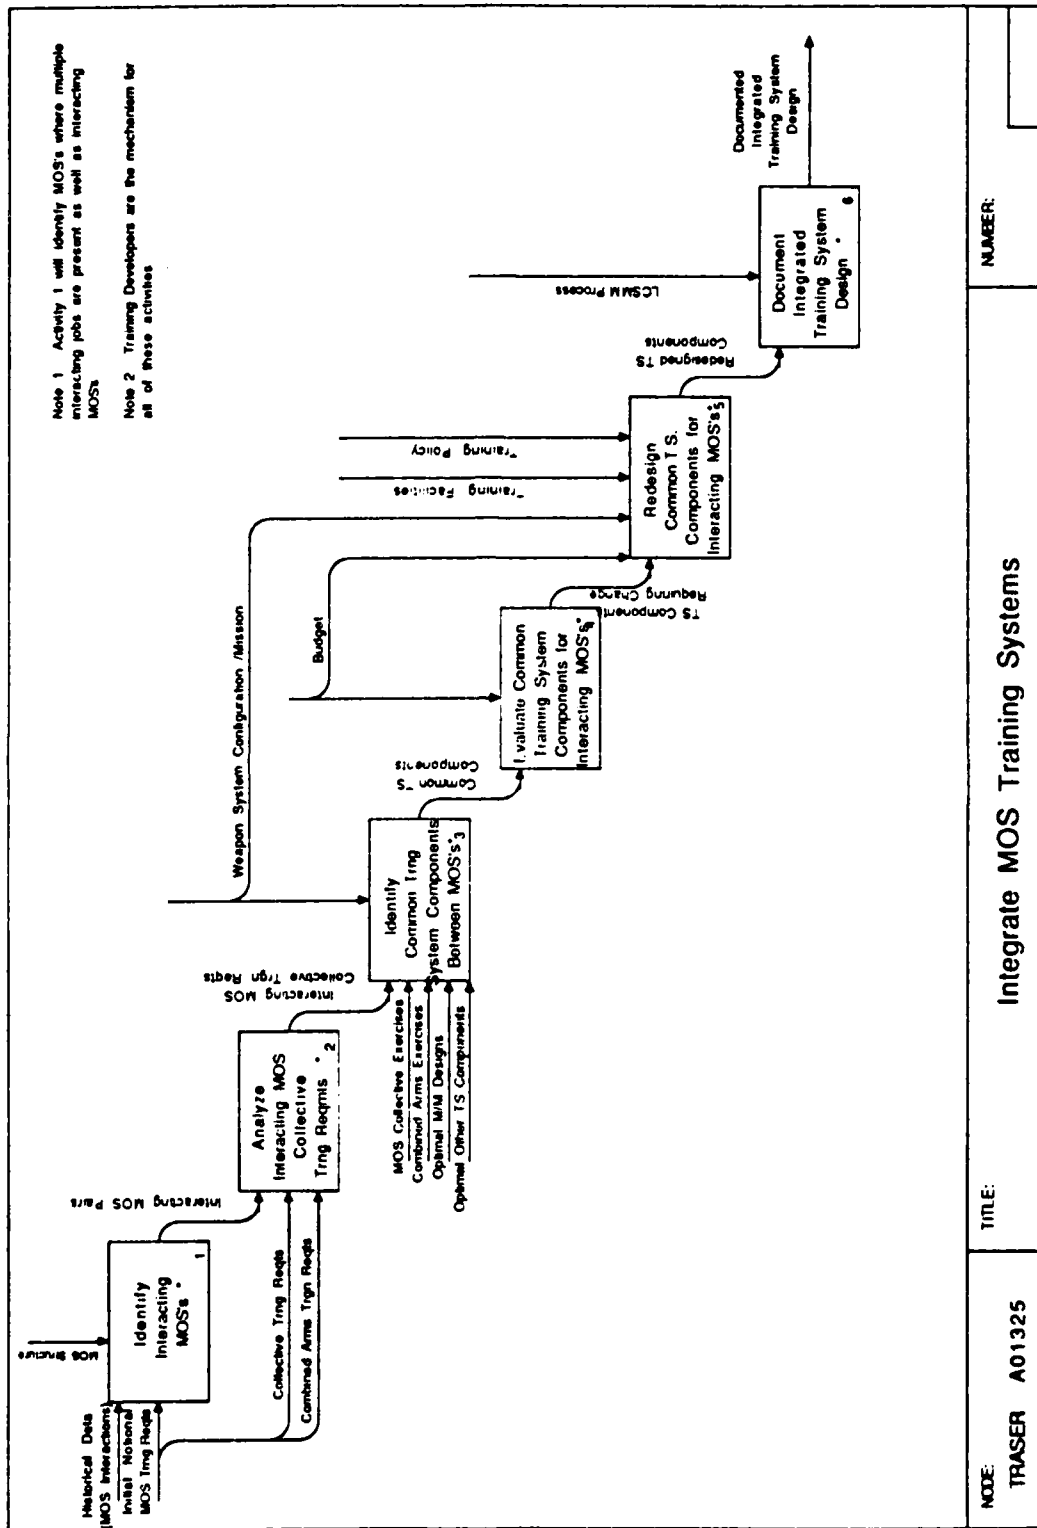 Note 1 Activity 1 will identify MOS's where multiple
interacting jobs are present as well as interacting
MOS's
Note 2 Training Developers are the mechanism for
all of these activities
Historical Data
(MOS Interactions)
Initial Notional
MOS Trng Reqts
MOS Structure
Identify
Interacting
MOS's *
1
Interacting MOS Pairs
Collective Trng Reqts
Combined Arms Trgn Reqts
Analyze
Interacting MOS
Collective
Trng Reqmts *
2
Interacting MOS
Collective Trgn Reqts
MOS Collective Exercises
Combined Arms Exercises
Optimal M/M Designs
Optimal Other TS Components
Weapon System Configuration /Mission
Identify
Common Trng
System Components
Between MOS's*
3
Common TS
Components
Budget
Evaluate Common
Training System
Components for
Interacting MOS's*
4
TS Components
Requiring Change
Training Facilities
Training Policy
Redesign
Common T S.
Components for
Interacting MOS's*
5
Redesigned TS
Components
LCSMM Process
Document
Integrated
Training System
Design *
6
Documented
Integrated
Training System
Design
NODE:
TRASER A01325
TITLE:
Integrate MOS Training Systems
NUMBER: